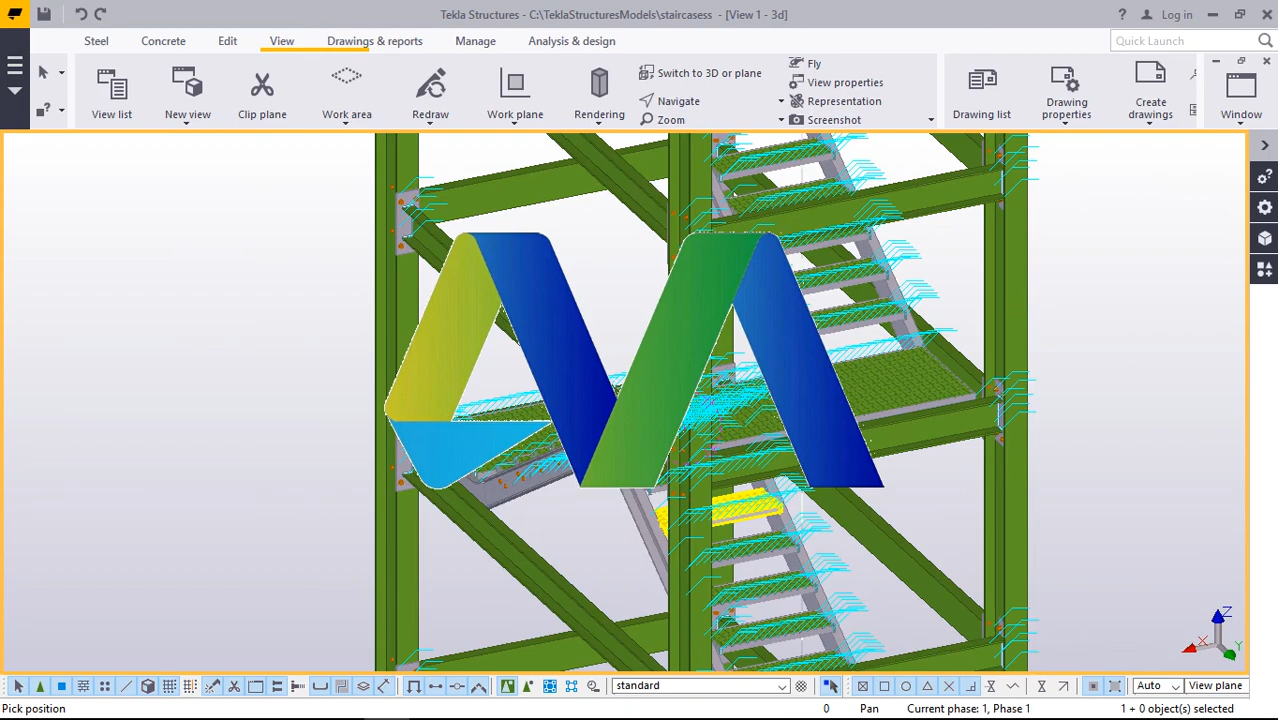 Tekla Structures - C:\TeklaStructuresModels\staircasess - [View 1 - 3d]
Log in
Steel
Concrete
Edit
View
Drawings & reports
Manage
Analysis & design
Quick Launch
View list
New view
Clip plane
Work area
Redraw
Work plane
Rendering
Switch to 3D or plane
Navigate
Zoom
Fly
View properties
Representation
Screenshot
Drawing list
Drawing
properties
Create
drawings
Window
Z
X
Y
standard
Auto
View plane
Pick position
0
Pan
Current phase: 1, Phase 1
1 + 0 object(s) selected